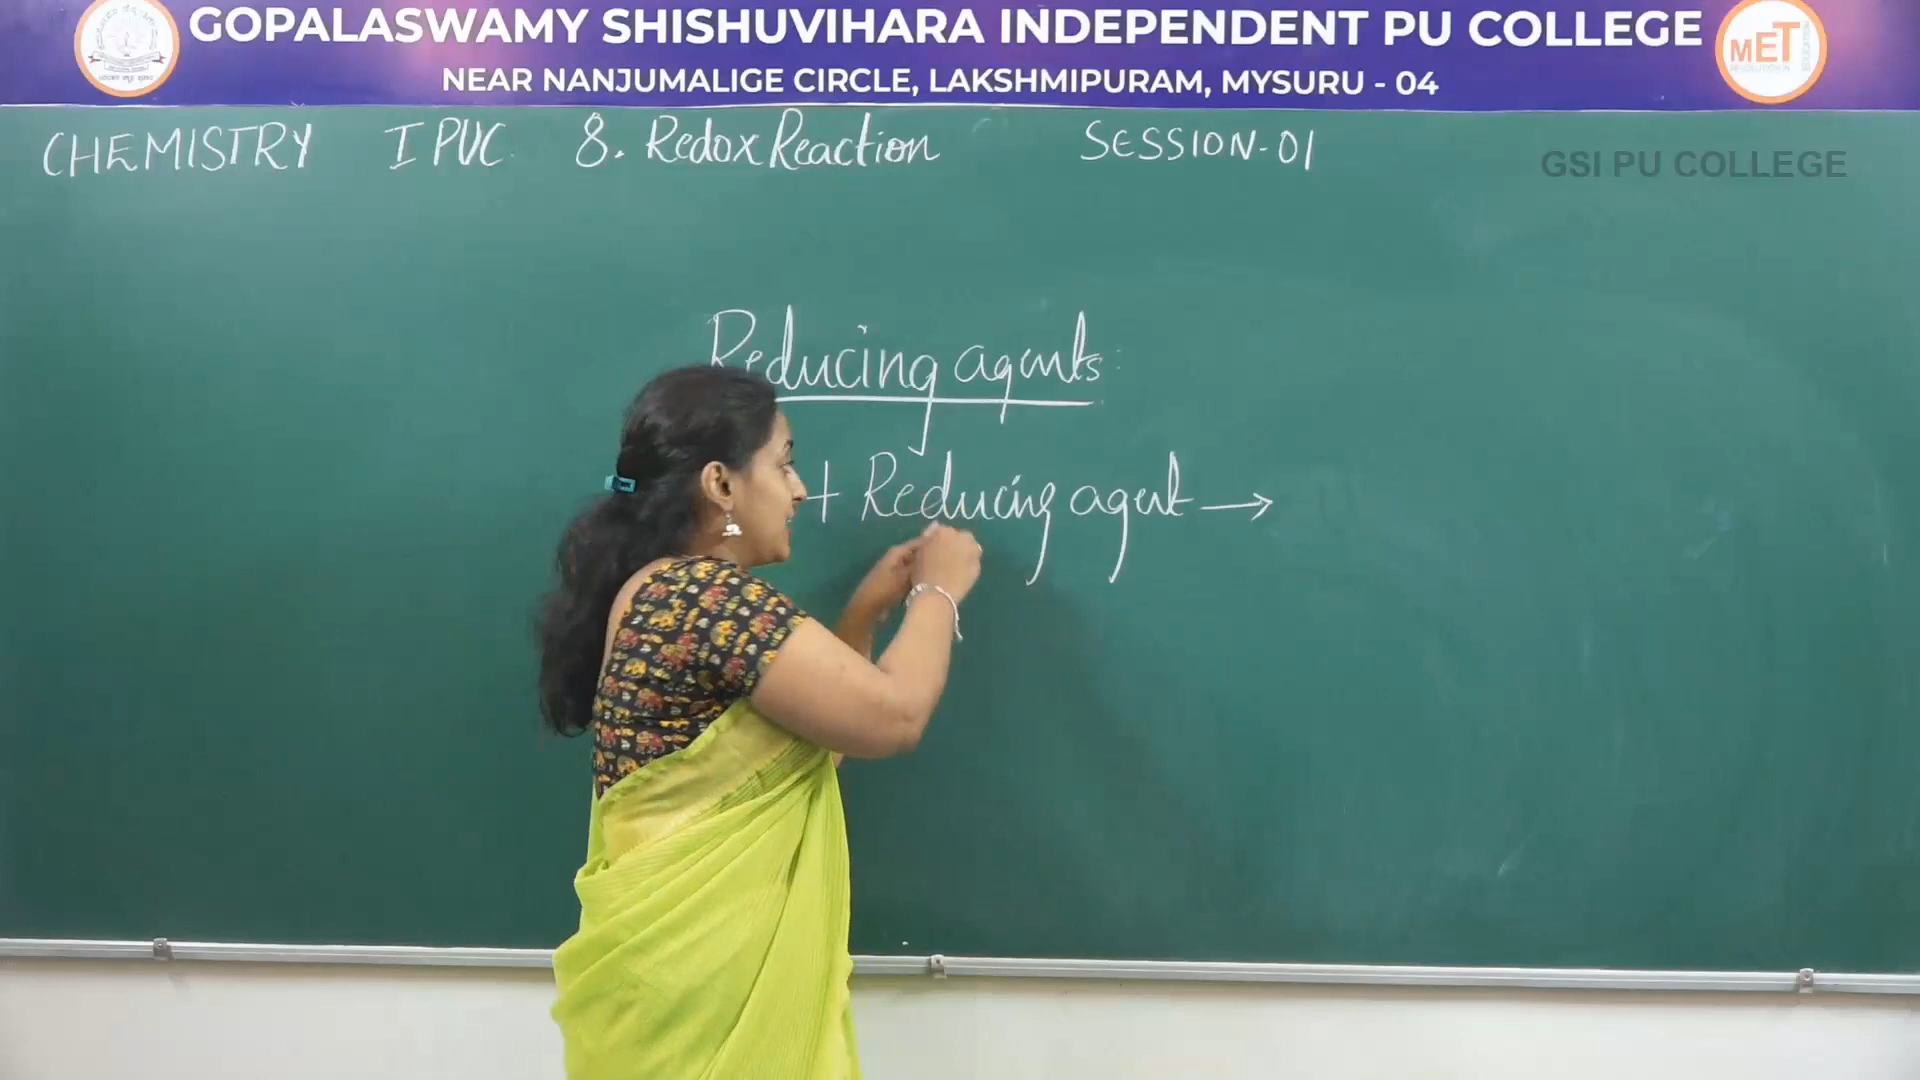 GOPALASWAMY SHISHUVIHARA INDEPENDENT PU COLLEGE
NEAR NANJUMALIGE CIRCLE, LAKSHMIPURAM, MYSURU - 04
MET
CHEMISTRY I PUC 8. Redox Reaction SESSION-01
GSI PU COLLEGE
Reducing agents:
+ Reducing agent →